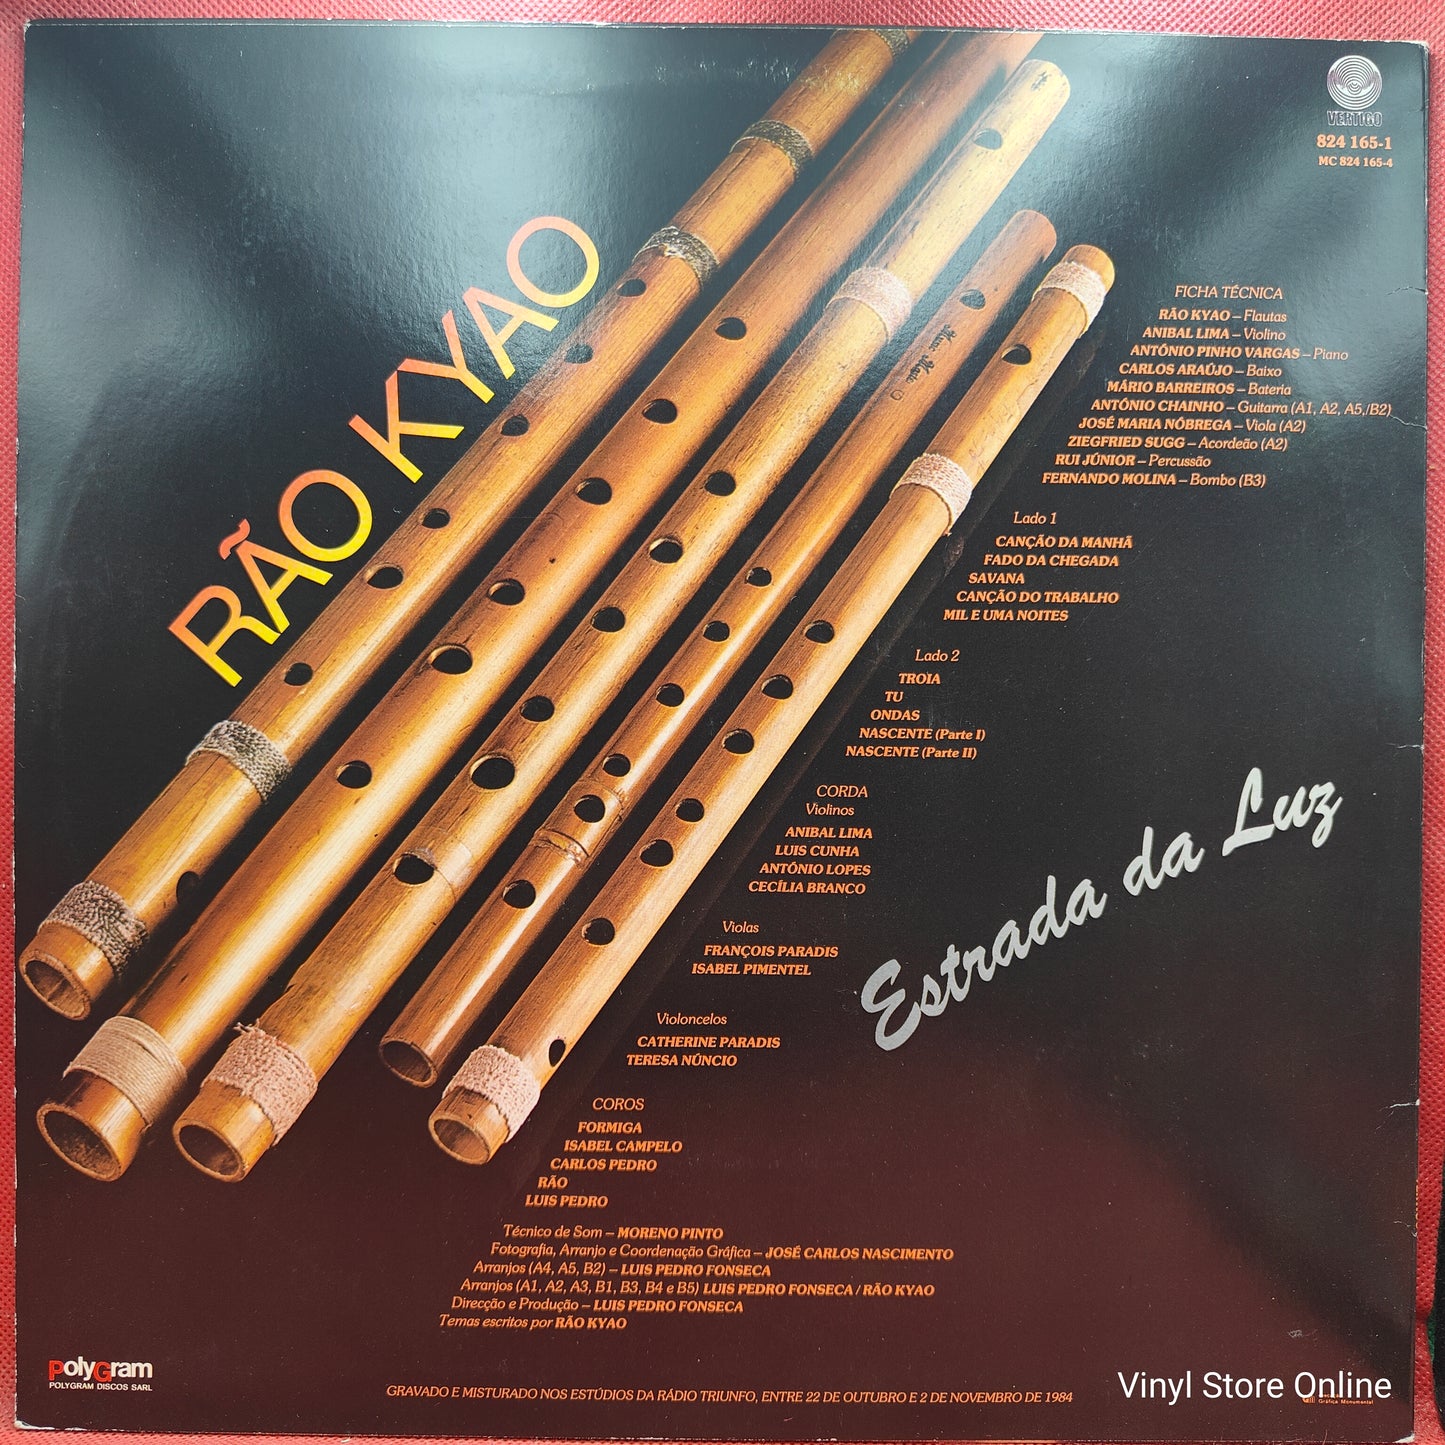 VERTIGO
824 165-1
MC 824 165-4
RÃO KYAO
FICHA TÉCNICA
RÃO KYAO – Flautas
ANIBAL LIMA – Violino
ANTÓNIO PINHO VARGAS – Piano
CARLOS ARAÚJO – Baixo
MÁRIO BARREIROS – Bateria
ANTÓNIO CHAINHO – Guitarra (A1, A2, A5,/B2)
JOSÉ MARIA NÓBREGA – Viola (A2)
ZIEGFRIED SUGG – Acordeão (A2)
RUI JÚNIOR – Percussão
FERNANDO MOLINA – Bombo (B3)
Lado 1
CANÇÃO DA MANHÃ
FADO DA CHEGADA
SAVANA
CANÇÃO DO TRABALHO
MIL E UMA NOITES
Lado 2
TROIA
TU
ONDAS
NASCENTE (Parte I)
NASCENTE (Parte II)
CORDA
Violinos
ANIBAL LIMA
LUIS CUNHA
ANTÓNIO LOPES
CECÍLIA BRANCO
Violas
FRANÇOIS PARADIS
ISABEL PIMENTEL
Violoncelos
CATHERINE PARADIS
TERESA NÚNCIO
Estrada da Luz
COROS
FORMIGA
ISABEL CAMPELO
CARLOS PEDRO
RÃO
LUIS PEDRO
Técnico de Som – MORENO PINTO
Fotografia, Arranjo e Coordenação Gráfica – JOSÉ CARLOS NASCIMENTO
Arranjos (A4, A5, B2) – LUIS PEDRO FONSECA
Arranjos (A1, A2, A3, B1, B3, B4 e B5) LUIS PEDRO FONSECA / RÃO KYAO
Direcção e Produção – LUIS PEDRO FONSECA
Temas escritos por RÃO KYAO
PolyGram
POLYGRAM DISCOS SARL
GRAVADO E MISTURADO NOS ESTÚDIOS DA RÁDIO TRIUNFO, ENTRE 22 DE OUTUBRO E 2 DE NOVEMBRO DE 1984
Vinyl Store Online
Gráfica Monumental